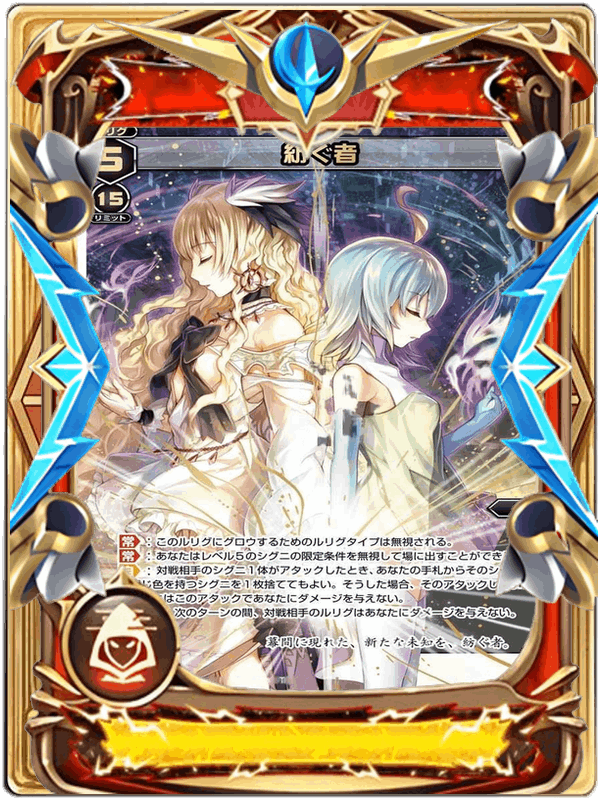 リグ
紡ぐ者
5
15
リミット
常：このルリグにグロウするためのルリグタイプは無視される。
常：あなたはレベル5のシグニの限定条件を無視して場に出すことができ
：対戦相手のシグニ1体がアタックしたとき、あなたの手札からそのシ
色を持つシグニを1枚捨ててもよい。そうした場合、そのアタックし
はこのアタックであなたにダメージを与えない。
次のターンの間、対戦相手のルリグはあなたにダメージを与えない。
幕間に現れた、新たな未知を、紡ぐ者。